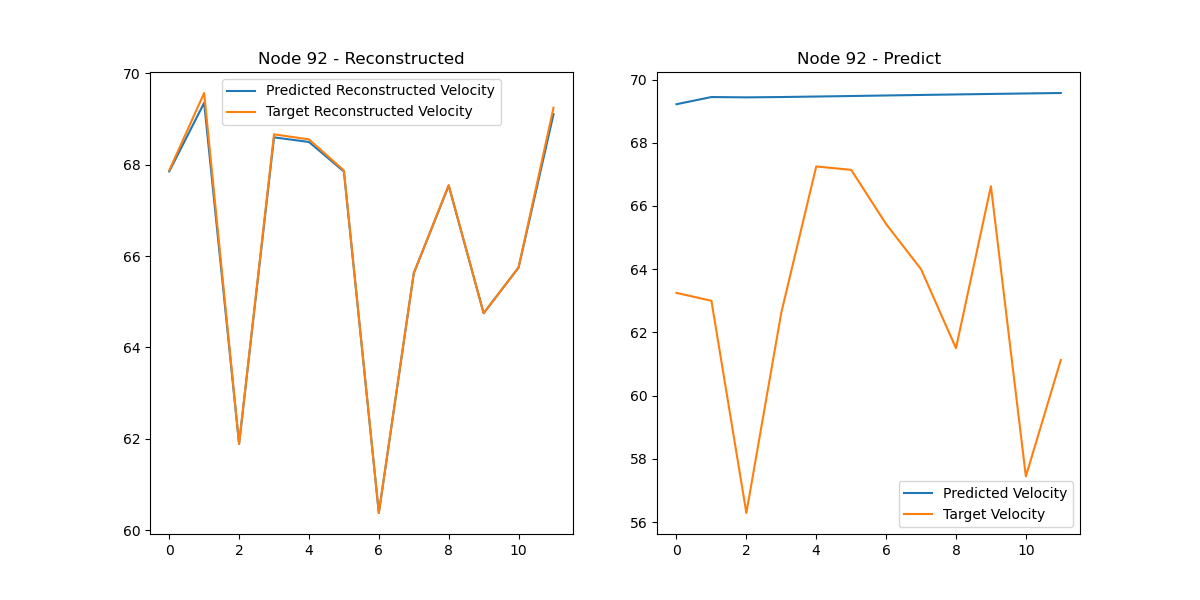 Node 92 - Reconstructed
Predicted Reconstructed Velocity
Target Reconstructed Velocity
70
68
66
64
62
60
0 2 4 6 8 10
Node 92 - Predict
70
68
66
64
62
60
58
56
Predicted Velocity
Target Velocity
0 2 4 6 8 10